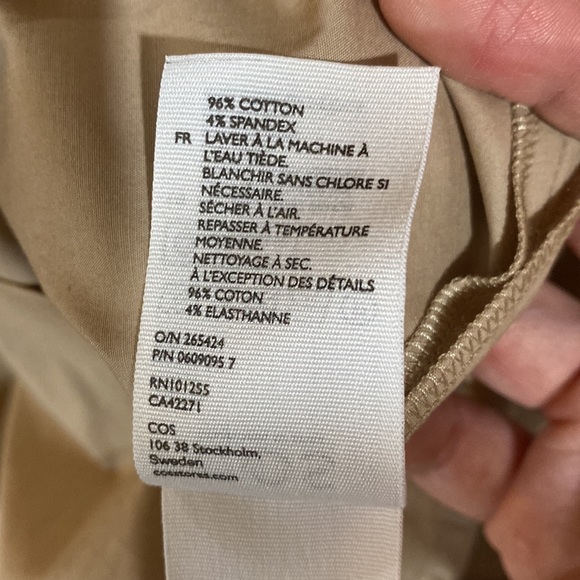 96% COTTON
4% SPANDEX
FR LAVER À LA MACHINE À
L'EAU TIÈDE.
BLANCHIR SANS CHLORE SI
NÉCESSAIRE.
SÉCHER À L'AIR.
REPASSER À TEMPÉRATURE
MOYENNE.
NETTOYAGE À SEC.
À L'EXCEPTION DES DÉTAILS
96% COTON
4% ELASTHANNE
O/N 265424
P/N 0609095 7
RN101255
CA42271
COS
106 38 Stockholm,
Sweden
cosstores.com